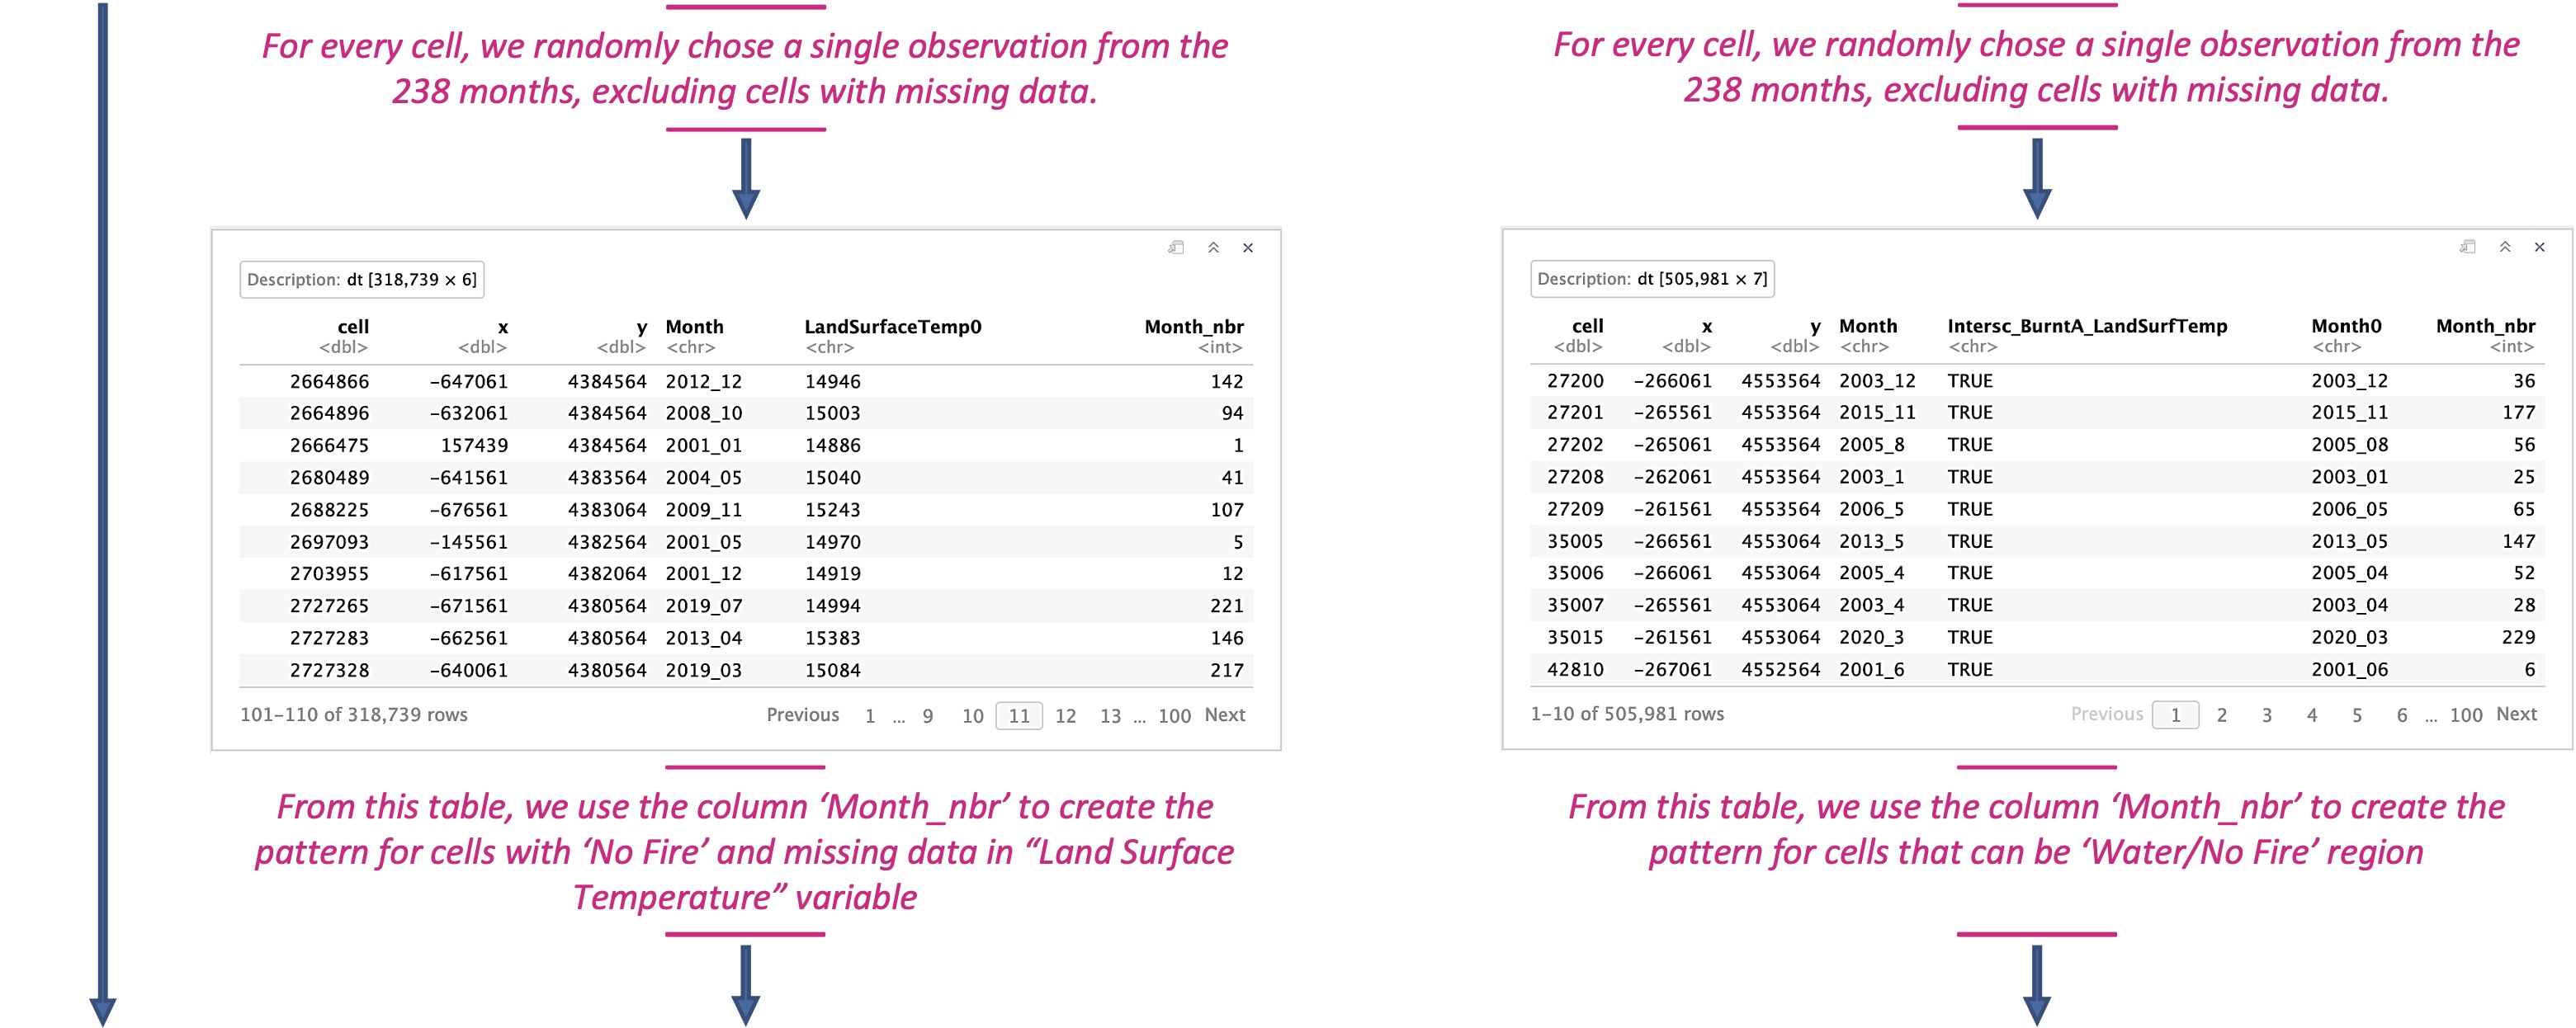 For every cell, we randomly chose a single observation from the
238 months, excluding cells with missing data.
Description: dt [318,739 × 6]
cell x y Month LandSurfaceTemp0 Month_nbr
<dbl> <dbl> <dbl> <chr> <chr> <int>
2664866 -647061 4384564 2012_12 14946 142
2664896 -632061 4384564 2008_10 15003 94
2666475 157439 4384564 2001_01 14886 1
2680489 -641561 4383564 2004_05 15040 41
2688225 -676561 4383064 2009_11 15243 107
2697093 -145561 4382564 2001_05 14970 5
2703955 -617561 4382064 2001_12 14919 12
2727265 -671561 4380564 2019_07 14994 221
2727283 -662561 4380564 2013_04 15383 146
2727328 -640061 4380564 2019_03 15084 217
101-110 of 318,739 rows Previous 1 ... 9 10 11 12 13 ... 100 Next
From this table, we use the column ‘Month_nbr’ to create the
pattern for cells with ‘No Fire’ and missing data in “Land Surface
Temperature” variable
For every cell, we randomly chose a single observation from the
238 months, excluding cells with missing data.
Description: dt [505,981 × 7]
cell x y Month Intersc_BurntA_LandSurfTemp Month0 Month_nbr
<dbl> <dbl> <dbl> <chr> <chr> <chr> <int>
27200 -266061 4553564 2003_12 TRUE 2003_12 36
27201 -265561 4553564 2015_11 TRUE 2015_11 177
27202 -265061 4553564 2005_8 TRUE 2005_08 56
27208 -262061 4553564 2003_1 TRUE 2003_01 25
27209 -261561 4553564 2006_5 TRUE 2006_05 65
35005 -266561 4553064 2013_5 TRUE 2013_05 147
35006 -266061 4553064 2005_4 TRUE 2005_04 52
35007 -265561 4553064 2003_4 TRUE 2003_04 28
35015 -261561 4553064 2020_3 TRUE 2020_03 229
42810 -267061 4552564 2001_6 TRUE 2001_06 6
1-10 of 505,981 rows Previous 1 2 3 4 5 6 ... 100 Next
From this table, we use the column ‘Month_nbr’ to create the
pattern for cells that can be ‘Water/No Fire’ region